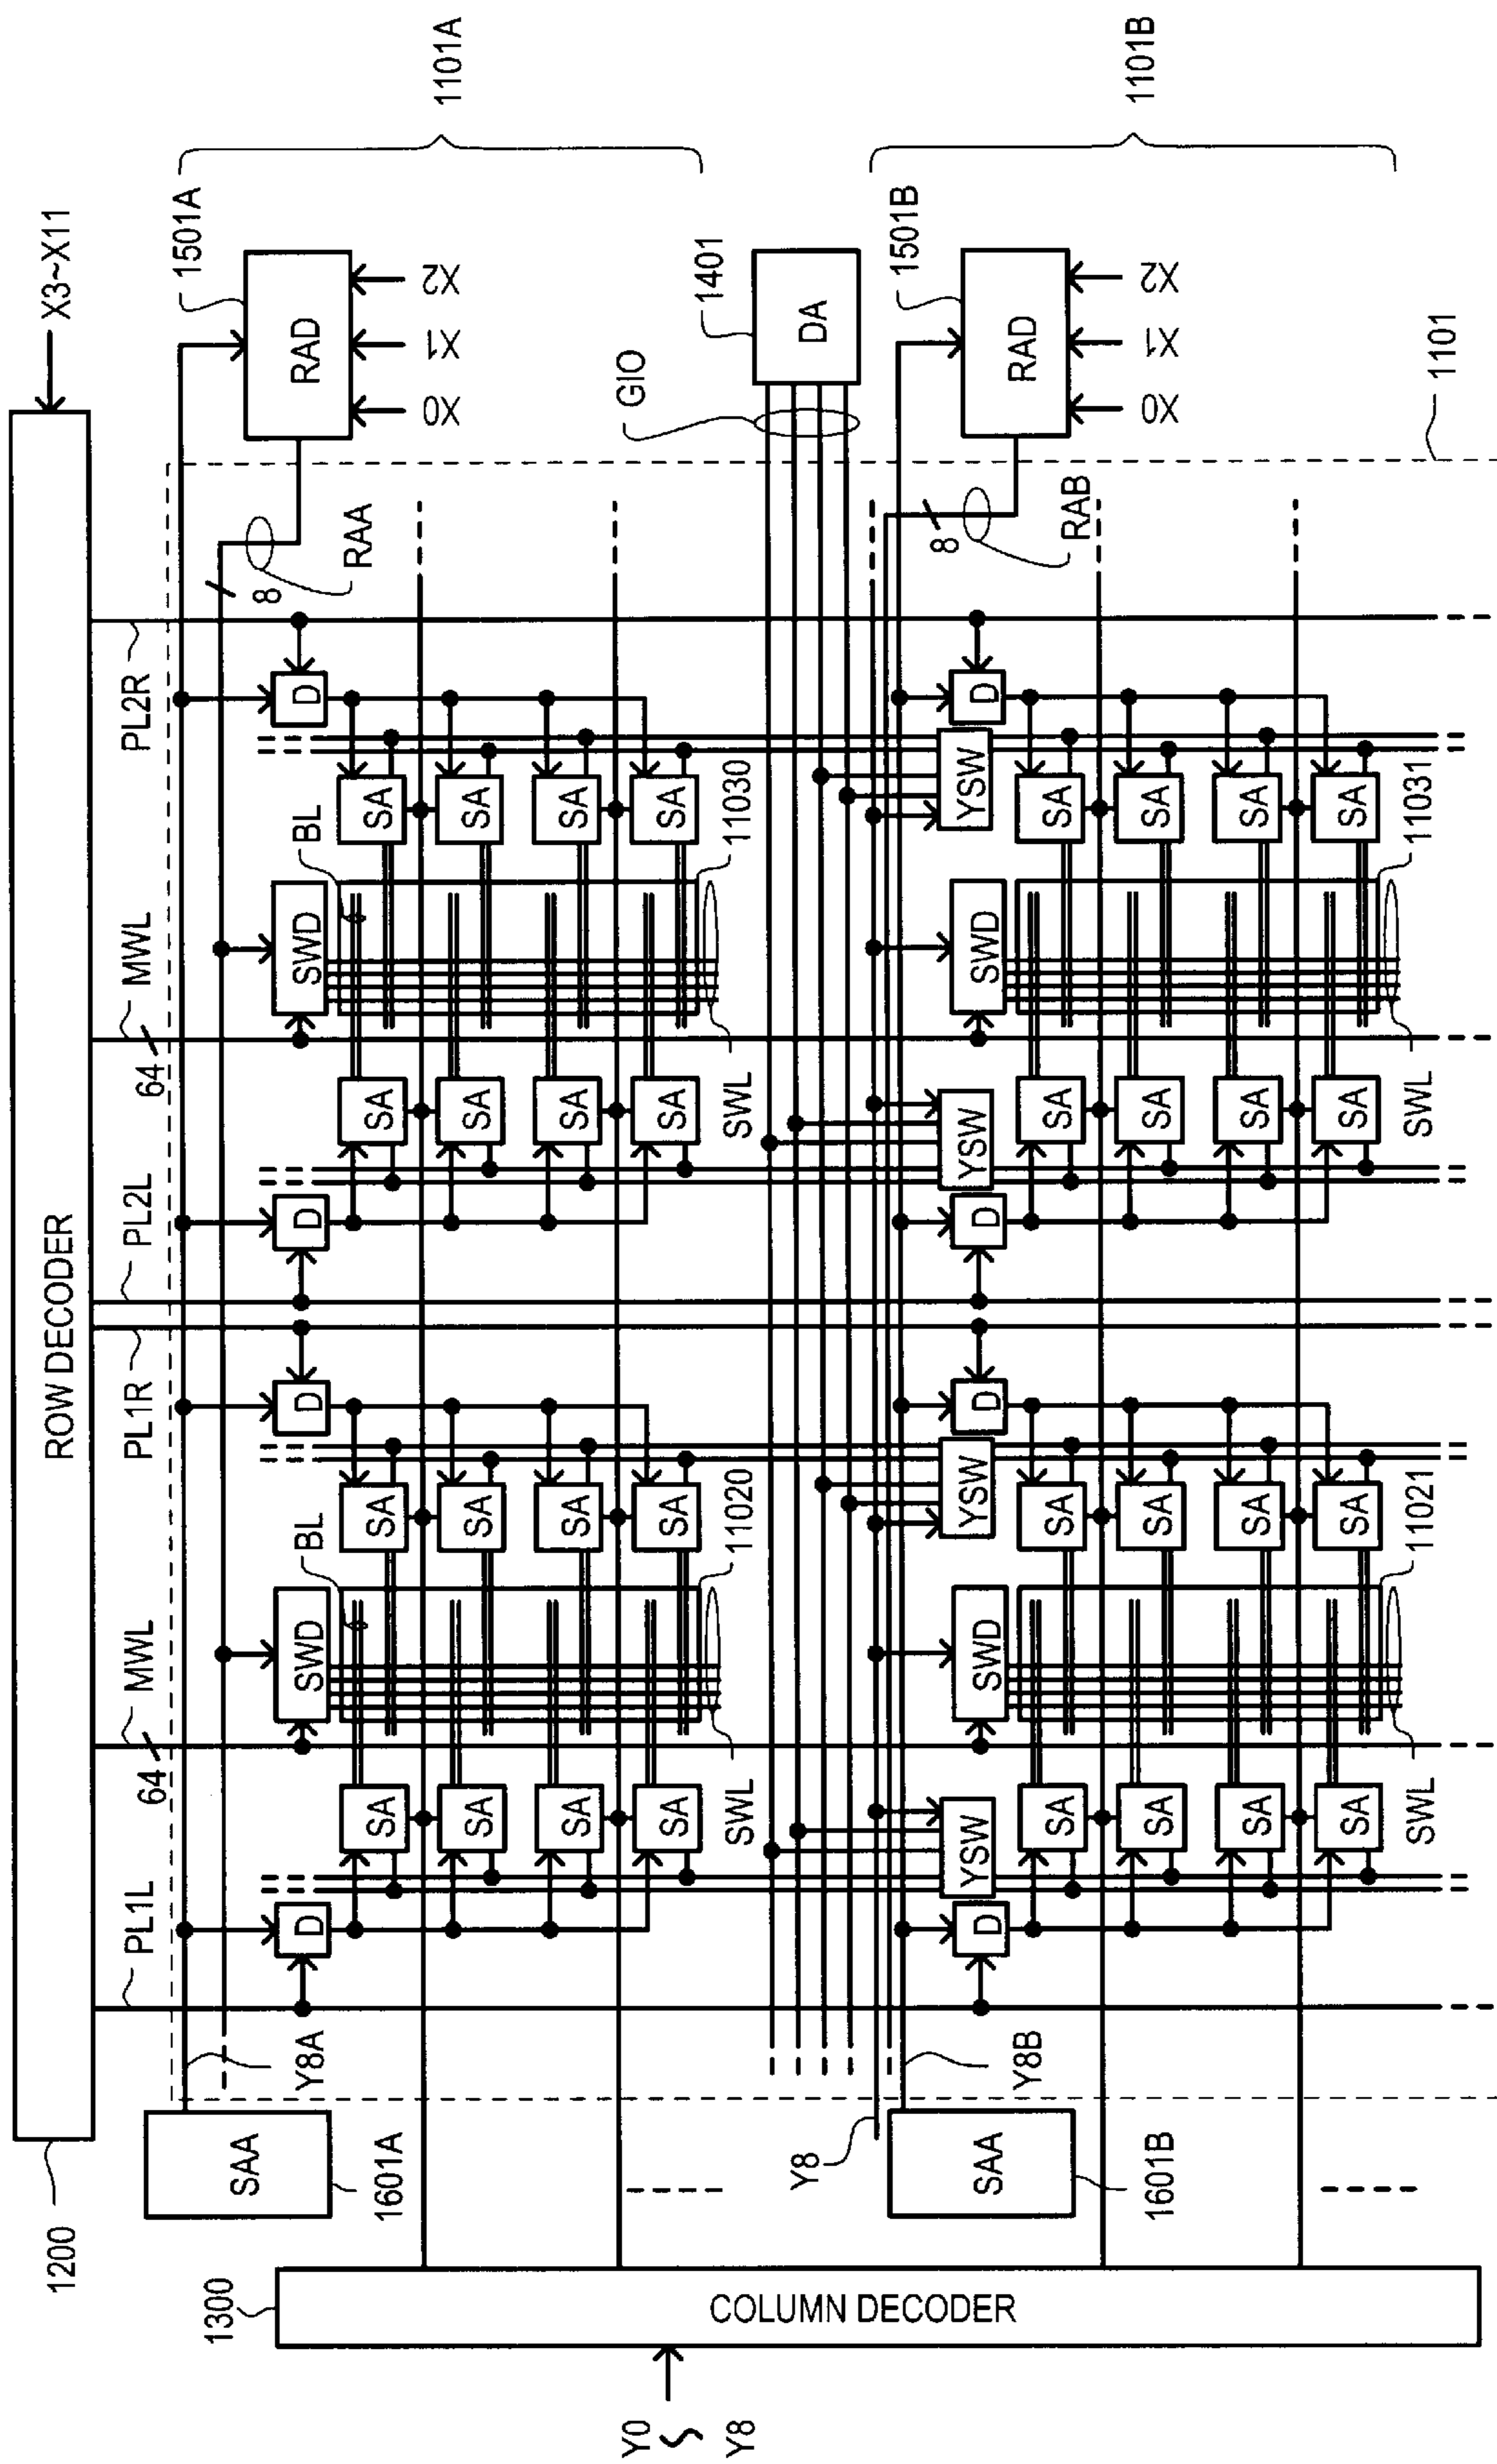 1101A
1101B
X3~X11
1501A
RAD
X0
X1
X2
1401
DA
GIO
1501B
RAD
X0
X1
X2
1101
8
RAA
8
RAB
PL2R
D
D
YSW
SA
SA
SA
SA
SA
SA
SA
SA
BL
11030
11031
MWL
64
SWD
SWD
SWL
SWL
SA
SA
SA
SA
SA
SA
SA
SA
YSW
PL2L
D
D
ROW DECODER
PL1R
D
D
YSW
SA
SA
SA
SA
SA
SA
SA
SA
BL
11020
11021
MWL
64
SWD
SWD
SWL
SWL
SA
SA
SA
SA
SA
SA
SA
SA
YSW
PL1L
D
D
Y8A
Y8B
Y8
SAA
1601A
SAA
1601B
1200
1300
COLUMN DECODER
Y0 ~ Y8